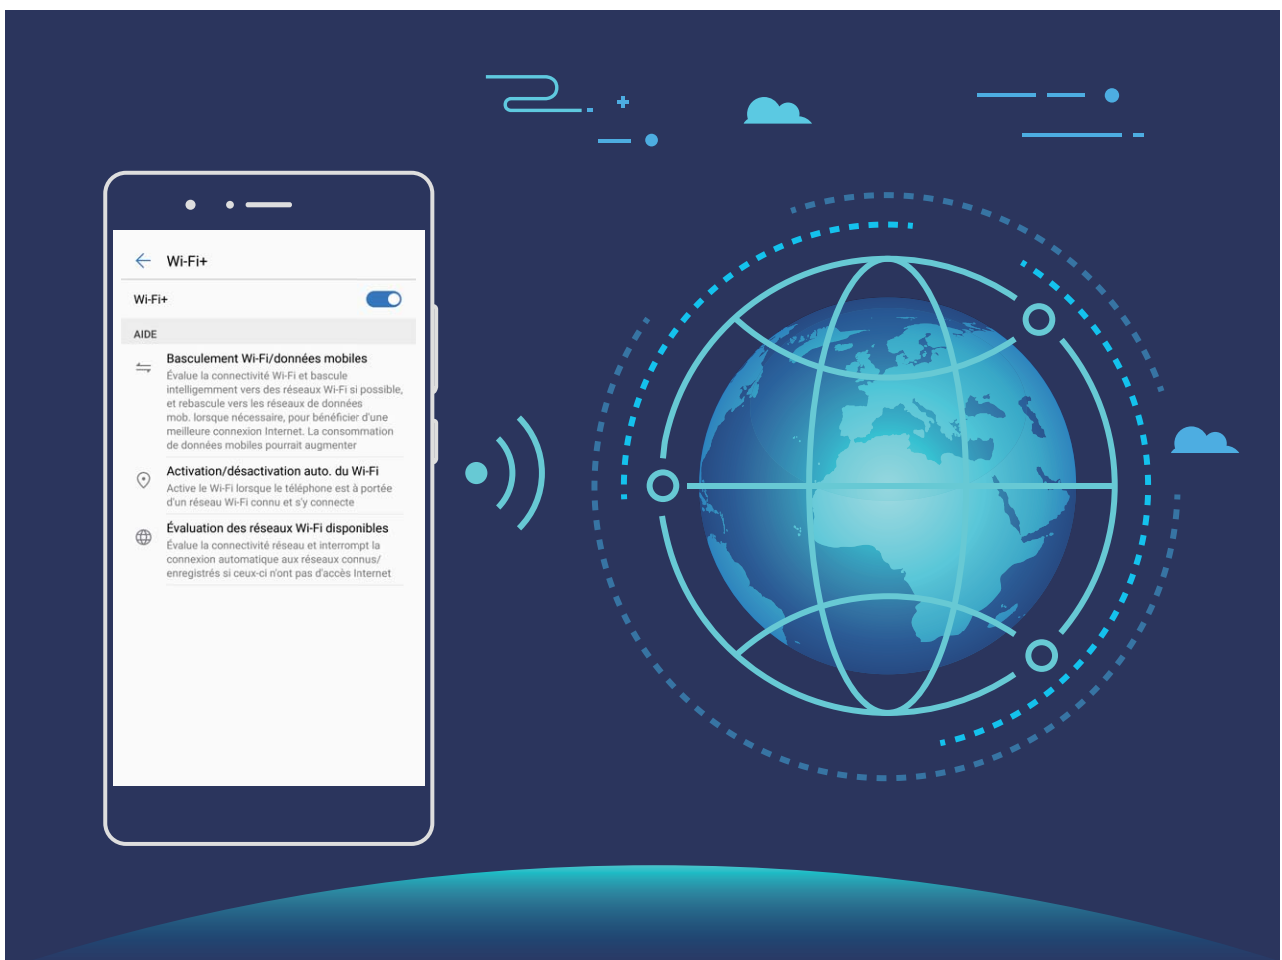 Wi-Fi+
Wi-Fi+
AIDE
Basculement Wi-Fi/données mobiles
Évalue la connectivité Wi-Fi et bascule
intelligemment vers des réseaux Wi-Fi si possible,
et rebascule vers les réseaux de données
mob. lorsque nécessaire, pour bénéficier d'une
meilleure connexion Internet. La consommation
de données mobiles pourrait augmenter
Activation/désactivation auto. du Wi-Fi
Active le Wi-Fi lorsque le téléphone est à portée
d'un réseau Wi-Fi connu et s'y connecte
Évaluation des réseaux Wi-Fi disponibles
Évalue la connectivité réseau et interrompt la
connexion automatique aux réseaux connus/
enregistrés si ceux-ci n'ont pas d'accès Internet